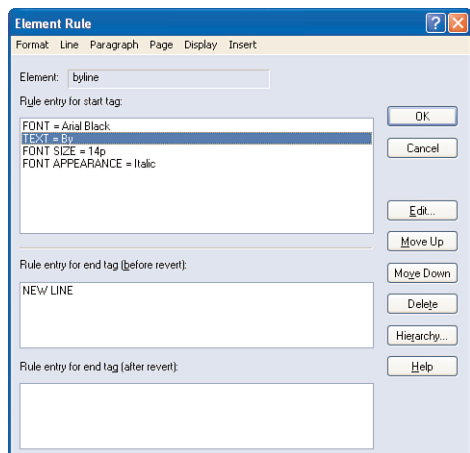 Element Rule
Format Line Paragraph Page Display Insert
Element: byline
Rule entry for start tag:
FONT = Arial Black
TEXT = By
FONT SIZE = 14p
FONT APPEARANCE = Italic
OK
Cancel
Edit...
Move Up
Move Down
Delete
Hierarchy...
Help
Rule entry for end tag (before revert):
NEW LINE
Rule entry for end tag (after revert):